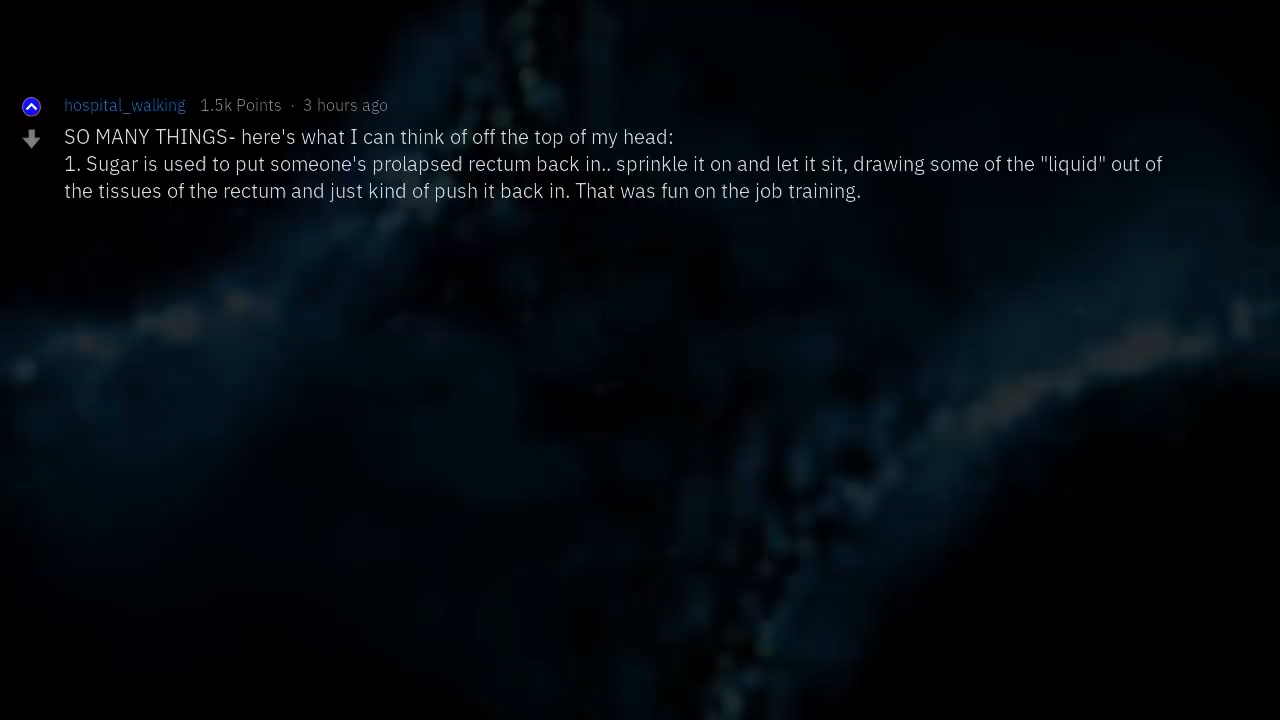 hospital_walking 1.5k Points · 3 hours ago
SO MANY THINGS- here's what I can think of off the top of my head:
1. Sugar is used to put someone's prolapsed rectum back in.. sprinkle it on and let it sit, drawing some of the "liquid" out of
the tissues of the rectum and just kind of push it back in. That was fun on the job training.